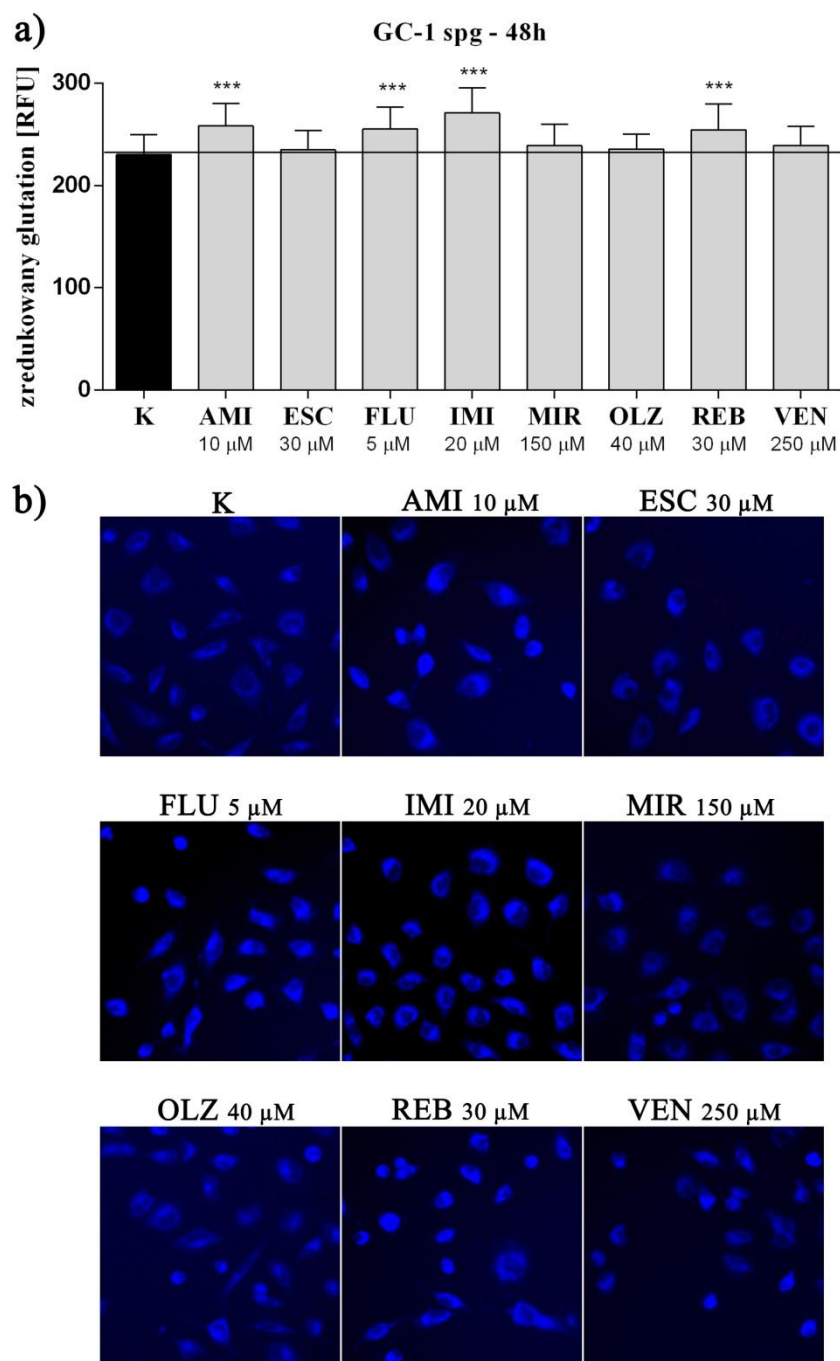 a)
GC-1 spg - 48h
zredukowany glutation [RFU]
300
200
100
0
*** *** *** ***
K AMI ESC FLU IMI MIR OLZ REB VEN
10 µM 30 µM 5 µM 20 µM 150 µM 40 µM 30 µM 250 µM
b)
K AMI 10 µM ESC 30 µM
FLU 5 µM IMI 20 µM MIR 150 µM
OLZ 40 µM REB 30 µM VEN 250 µM